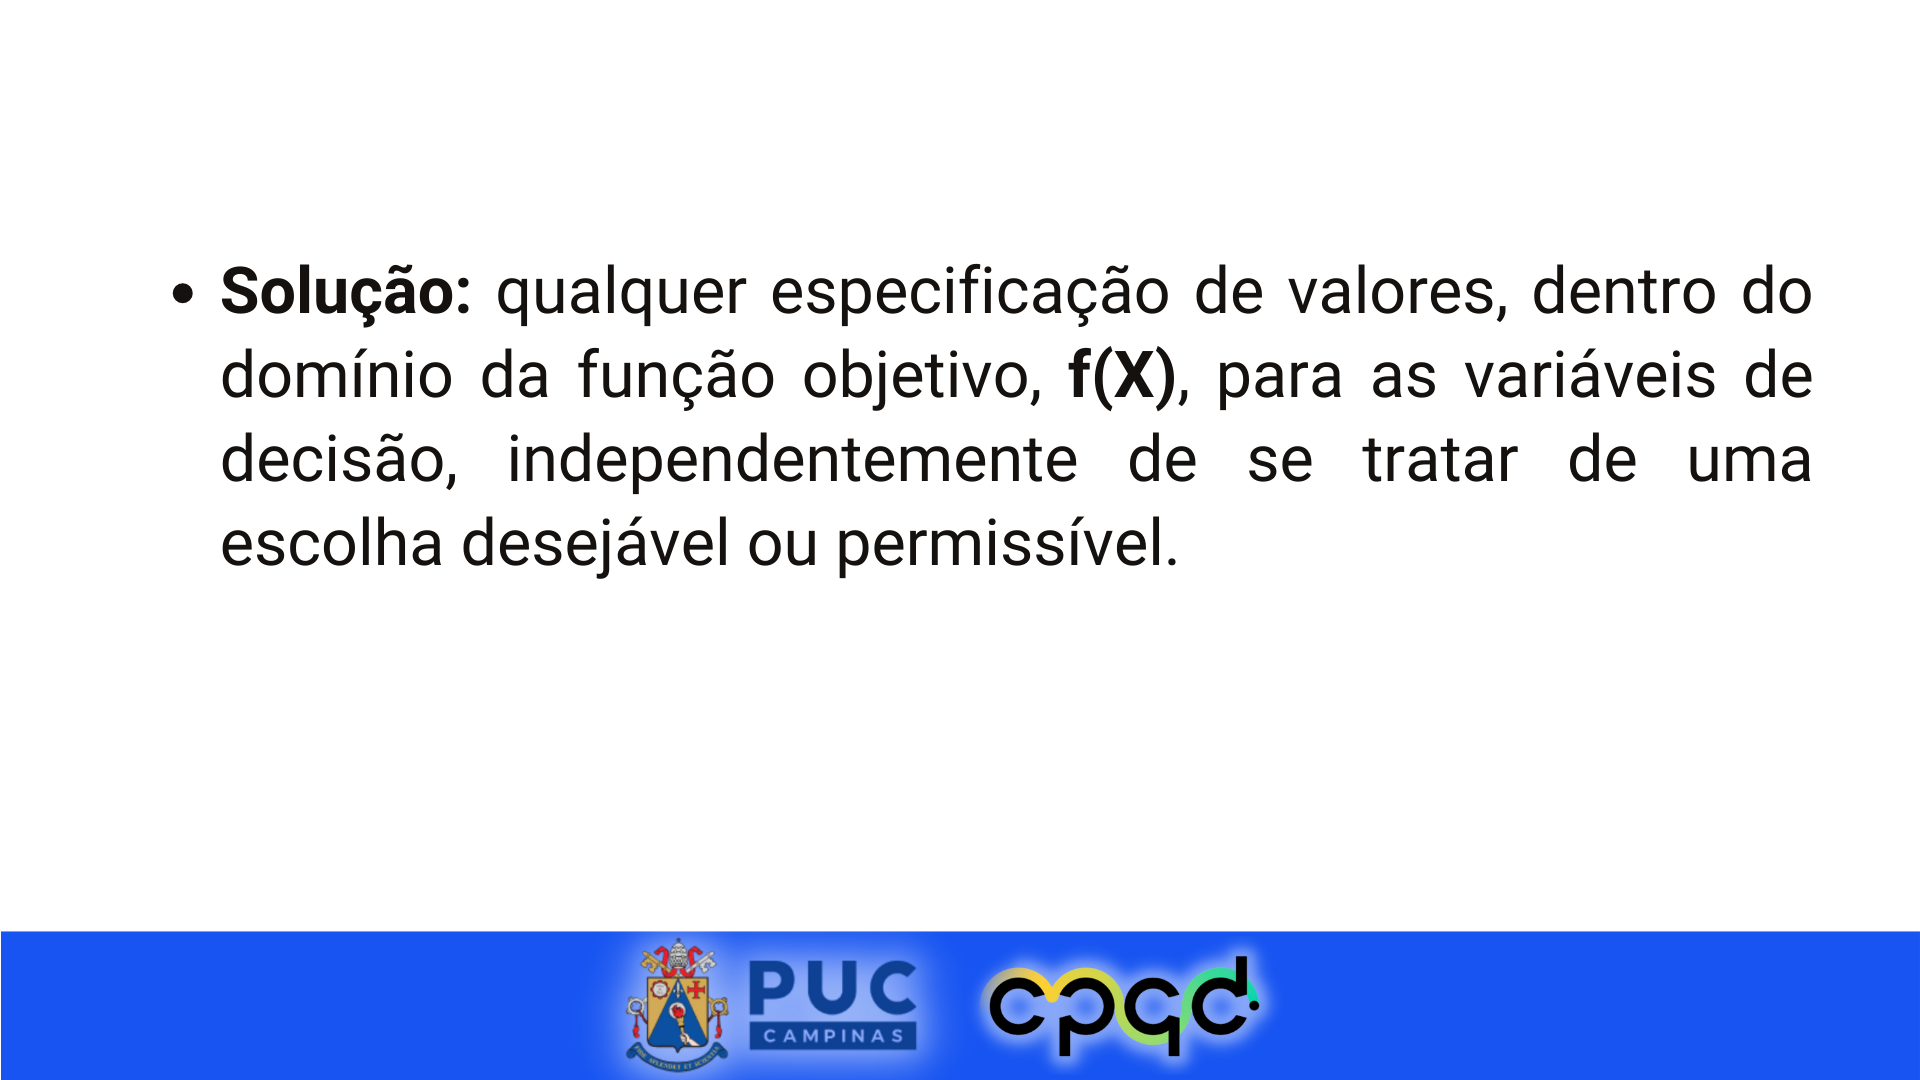 • Solução: qualquer especificação de valores, dentro do
domínio da função objetivo, f(X), para as variáveis de
decisão, independentemente de se tratar de uma
escolha desejável ou permissível.
PUC
CAMPINAS
cpqd